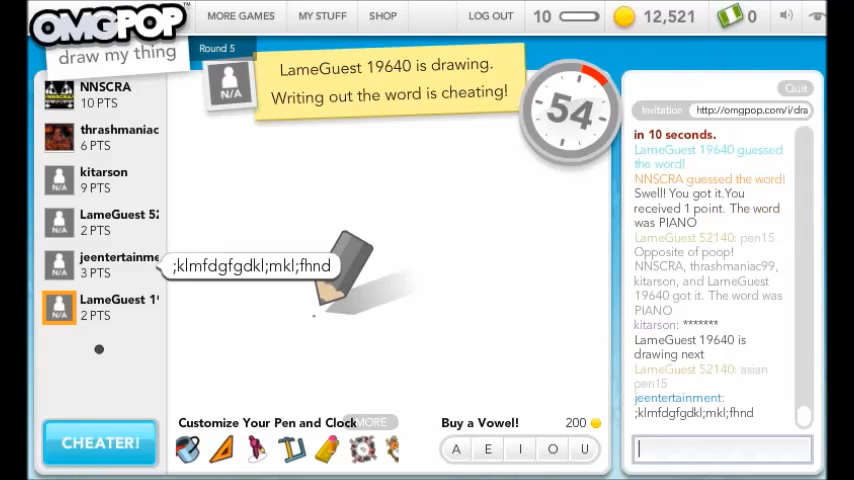 OMGPOP
™
draw my thing
MORE GAMES
MY STUFF
SHOP
LOG OUT
10
12,521
0
Round 5
N/A
LameGuest 19640 is drawing.
Writing out the word is cheating!
54
NNSCRA
10 PTS
thrashmaniac
6 PTS
N/A
kitarson
9 PTS
N/A
LameGuest 52
2 PTS
N/A
jeentertainme
3 PTS
N/A
LameGuest 19
2 PTS
;klmfdgfgdkl;mkl;fhnd
CHEATER!
Customize Your Pen and Clock
MORE
Buy a Vowel!
200
A E I O U
Quit
Invitation
http://omgpop.com/i/dra
in 10 seconds.
LameGuest 19640 guessed
the word!
NNSCRA guessed the word!
Swell! You got it.You
received 1 point. The word
was PIANO
LameGuest 52140: pen15
Opposite of poop!
NNSCRA, thrashmaniac99,
kitarson, and LameGuest
19640 got it. The word was
PIANO
kitarson: *******
LameGuest 19640 is
drawing next
LameGuest 52140: asian
pen15
jeentertainment:
;klmfdgfgdkl;mkl;fhnd